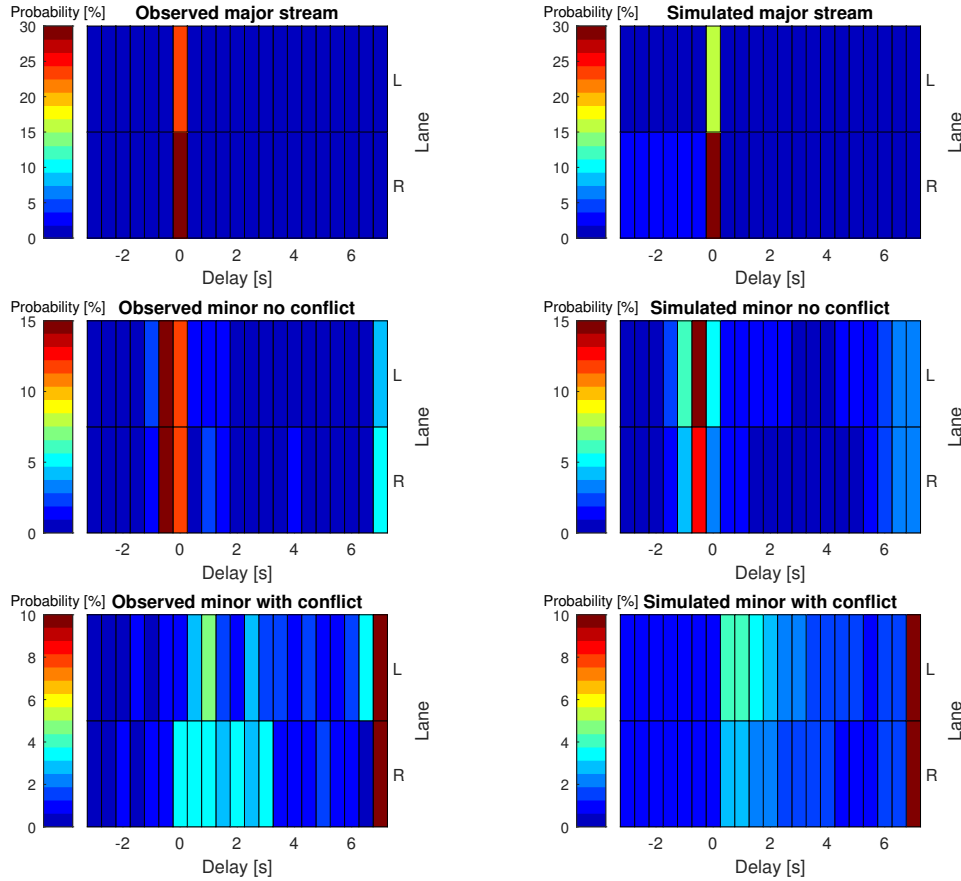 Probability [%] Observed major stream
30
25
20
15
10
5
0
L
R
Lane
-2 0 2 4 6
Delay [s]
Probability [%] Simulated major stream
30
25
20
15
10
5
0
L
R
Lane
-2 0 2 4 6
Delay [s]
Probability [%] Observed minor no conflict
15
10
5
0
L
R
Lane
-2 0 2 4 6
Delay [s]
Probability [%] Simulated minor no conflict
15
10
5
0
L
R
Lane
-2 0 2 4 6
Delay [s]
Probability [%] Observed minor with conflict
10
8
6
4
2
0
L
R
Lane
-2 0 2 4 6
Delay [s]
Probability [%] Simulated minor with conflict
10
8
6
4
2
0
L
R
Lane
-2 0 2 4 6
Delay [s]